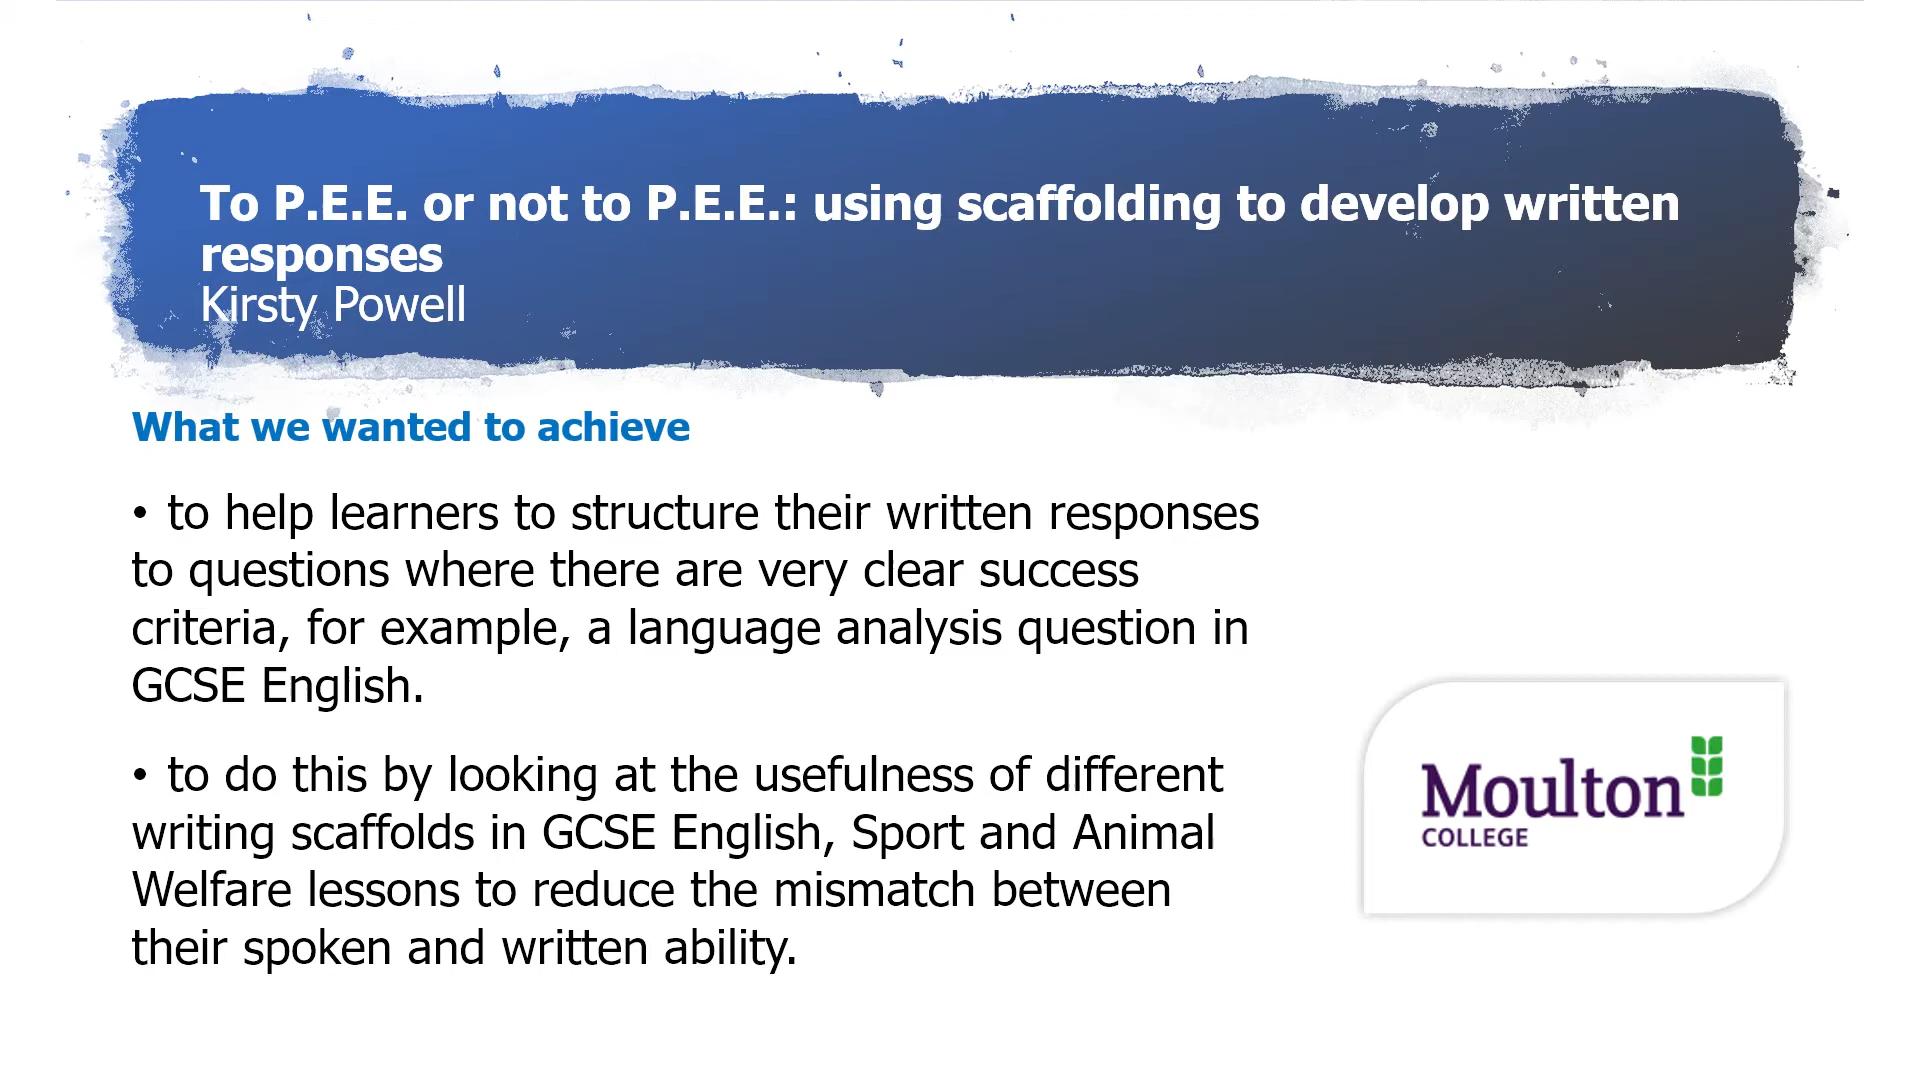 To P.E.E. or not to P.E.E.: using scaffolding to develop written
responses
Kirsty Powell
What we wanted to achieve
• to help learners to structure their written responses
to questions where there are very clear success
criteria, for example, a language analysis question in
GCSE English.
• to do this by looking at the usefulness of different
writing scaffolds in GCSE English, Sport and Animal
Welfare lessons to reduce the mismatch between
their spoken and written ability.
Moulton
COLLEGE